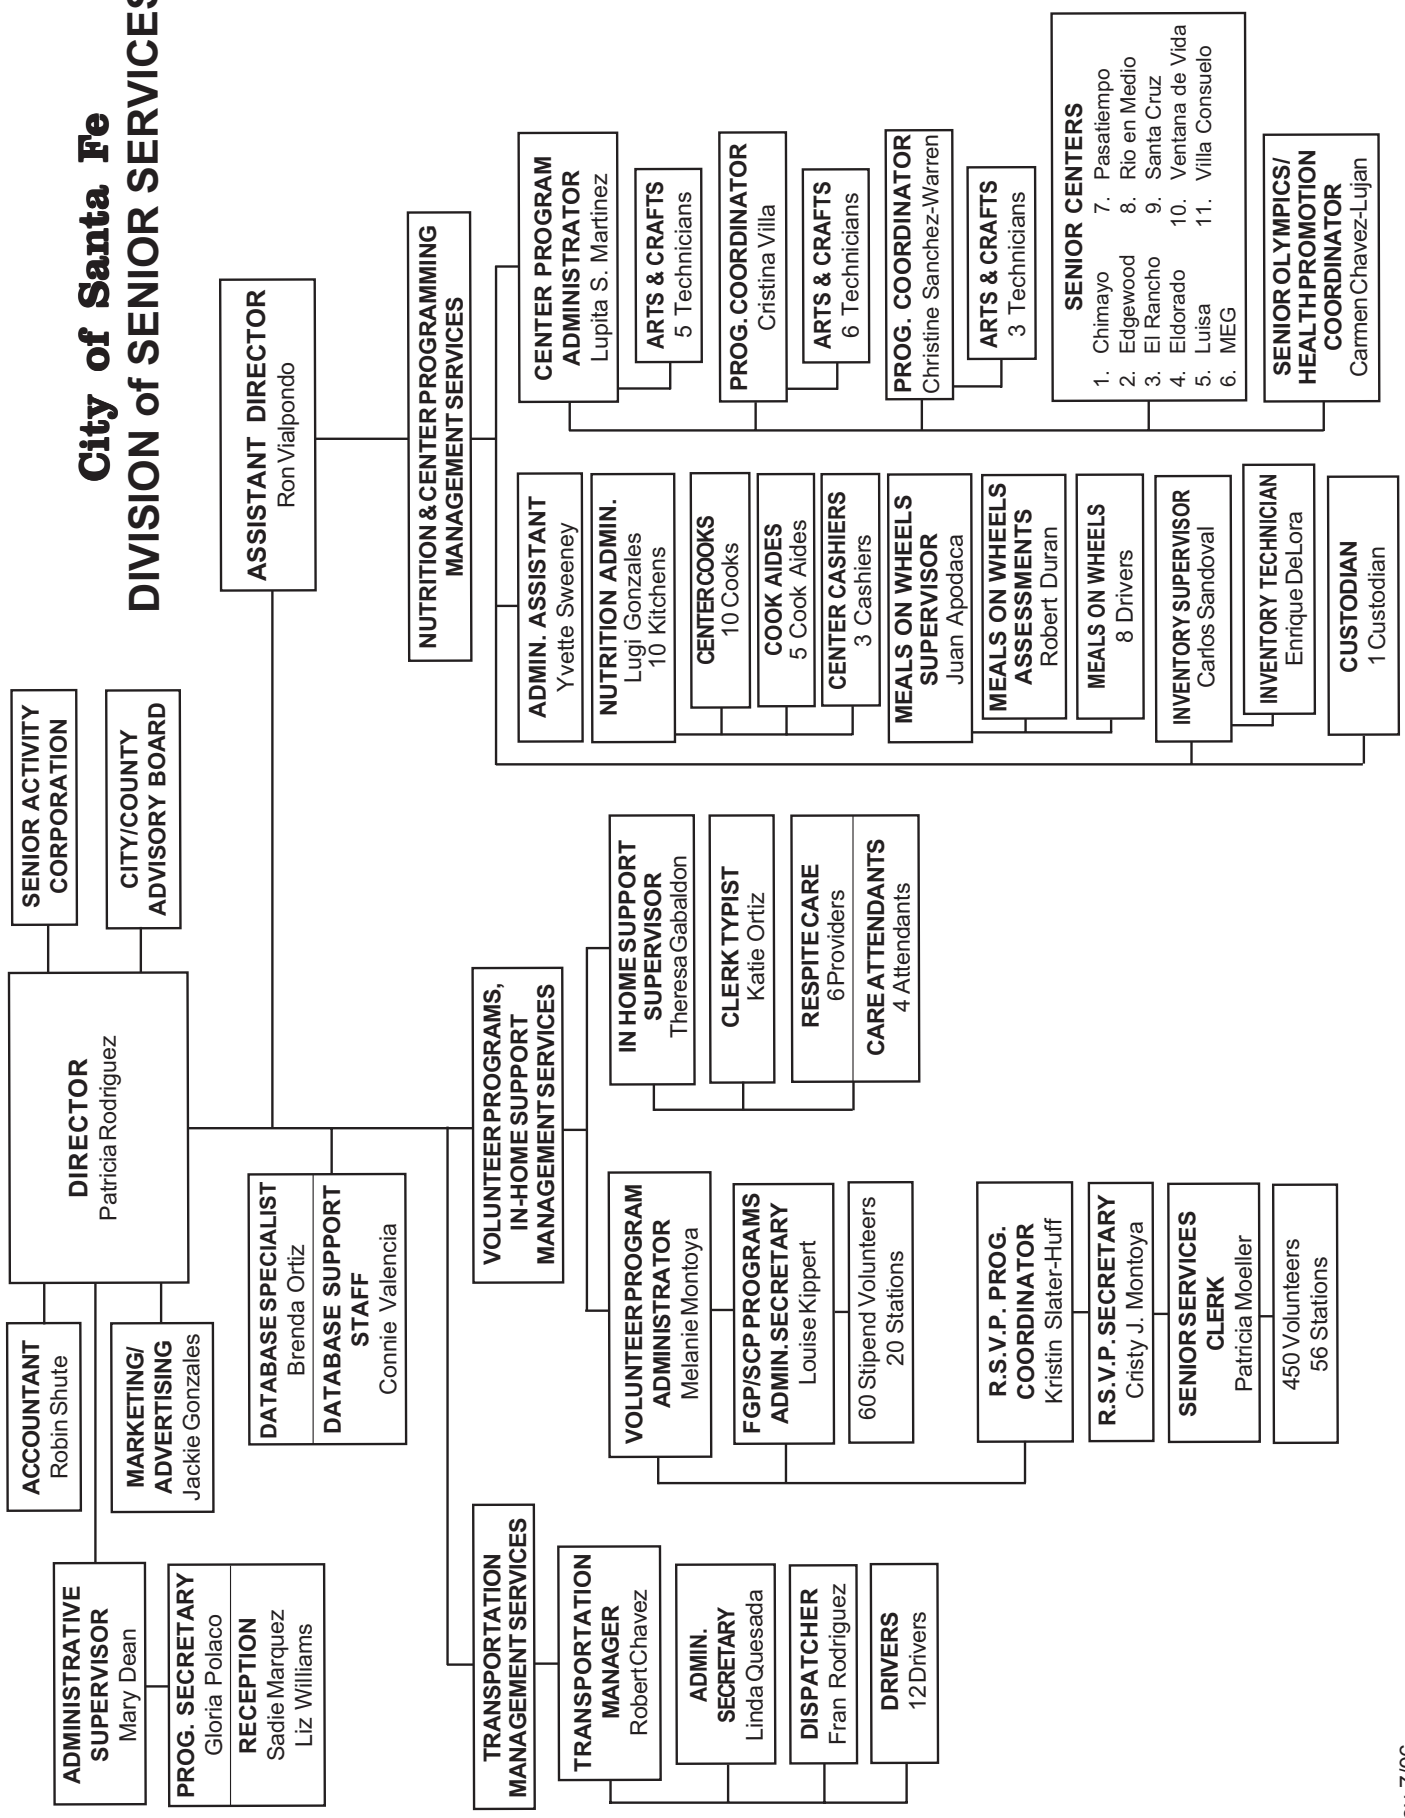 City of Santa Fe
DIVISION of SENIOR SERVICES
SENIOR ACTIVITY
CORPORATION
CITY/COUNTY
ADVISORY BOARD
DIRECTOR
Patricia Rodriguez
ACCOUNTANT
Robin Shute
MARKETING/
ADVERTISING
Jackie Gonzales
ADMINISTRATIVE
SUPERVISOR
Mary Dean
PROG. SECRETARY
Gloria Polaco
RECEPTION
Sadie Marquez
Liz Williams
DATABASE SPECIALIST
Brenda Ortiz
DATABASE SUPPORT
STAFF
Connie Valencia
ASSISTANT DIRECTOR
Ron Vialpondo
TRANSPORTATION
MANAGEMENT SERVICES
TRANSPORTATION
MANAGER
Robert Chavez
ADMIN.
SECRETARY
Linda Quesada
DISPATCHER
Fran Rodriguez
DRIVERS
12 Drivers
VOLUNTEER PROGRAMS,
IN-HOME SUPPORT
MANAGEMENT SERVICES
VOLUNTEER PROGRAM
ADMINISTRATOR
Melanie Montoya
FGP/SCP PROGRAMS
ADMIN. SECRETARY
Louise Kippert
60 Stipend Volunteers
20 Stations
R.S.V.P. PROG.
COORDINATOR
Kristin Slater-Huff
R.S.V.P. SECRETARY
Cristy J. Montoya
SENIOR SERVICES
CLERK
Patricia Moeller
450 Volunteers
56 Stations
IN HOME SUPPORT
SUPERVISOR
Theresa Gabaldon
CLERK TYPIST
Katie Ortiz
RESPITE CARE
6 Providers
CARE ATTENDANTS
4 Attendants
NUTRITION & CENTER PROGRAMMING
MANAGEMENT SERVICES
ADMIN. ASSISTANT
Yvette Sweeney
NUTRITION ADMIN.
Lugi Gonzales
10 Kitchens
CENTER COOKS
10 Cooks
COOK AIDES
5 Cook Aides
CENTER CASHIERS
3 Cashiers
MEALS ON WHEELS
SUPERVISOR
Juan Apodaca
MEALS ON WHEELS
ASSESSMENTS
Robert Duran
MEALS ON WHEELS
8 Drivers
INVENTORY SUPERVISOR
Carlos Sandoval
INVENTORY TECHNICIAN
Enrique DeLora
CUSTODIAN
1 Custodian
CENTER PROGRAM
ADMINISTRATOR
Lupita S. Martinez
ARTS & CRAFTS
5 Technicians
PROG. COORDINATOR
Cristina Villa
ARTS & CRAFTS
6 Technicians
PROG. COORDINATOR
Christine Sanchez-Warren
ARTS & CRAFTS
3 Technicians
SENIOR CENTERS
1. Chimayo 7. Pasatiempo
2. Edgewood 8. Rio en Medio
3. El Rancho 9. Santa Cruz
4. Eldorado 10. Ventana de Vida
5. Luisa 11. Villa Consuelo
6. MEG
SENIOR OLYMPICS/
HEALTH PROMOTION
COORDINATOR
Carmen Chavez-Lujan